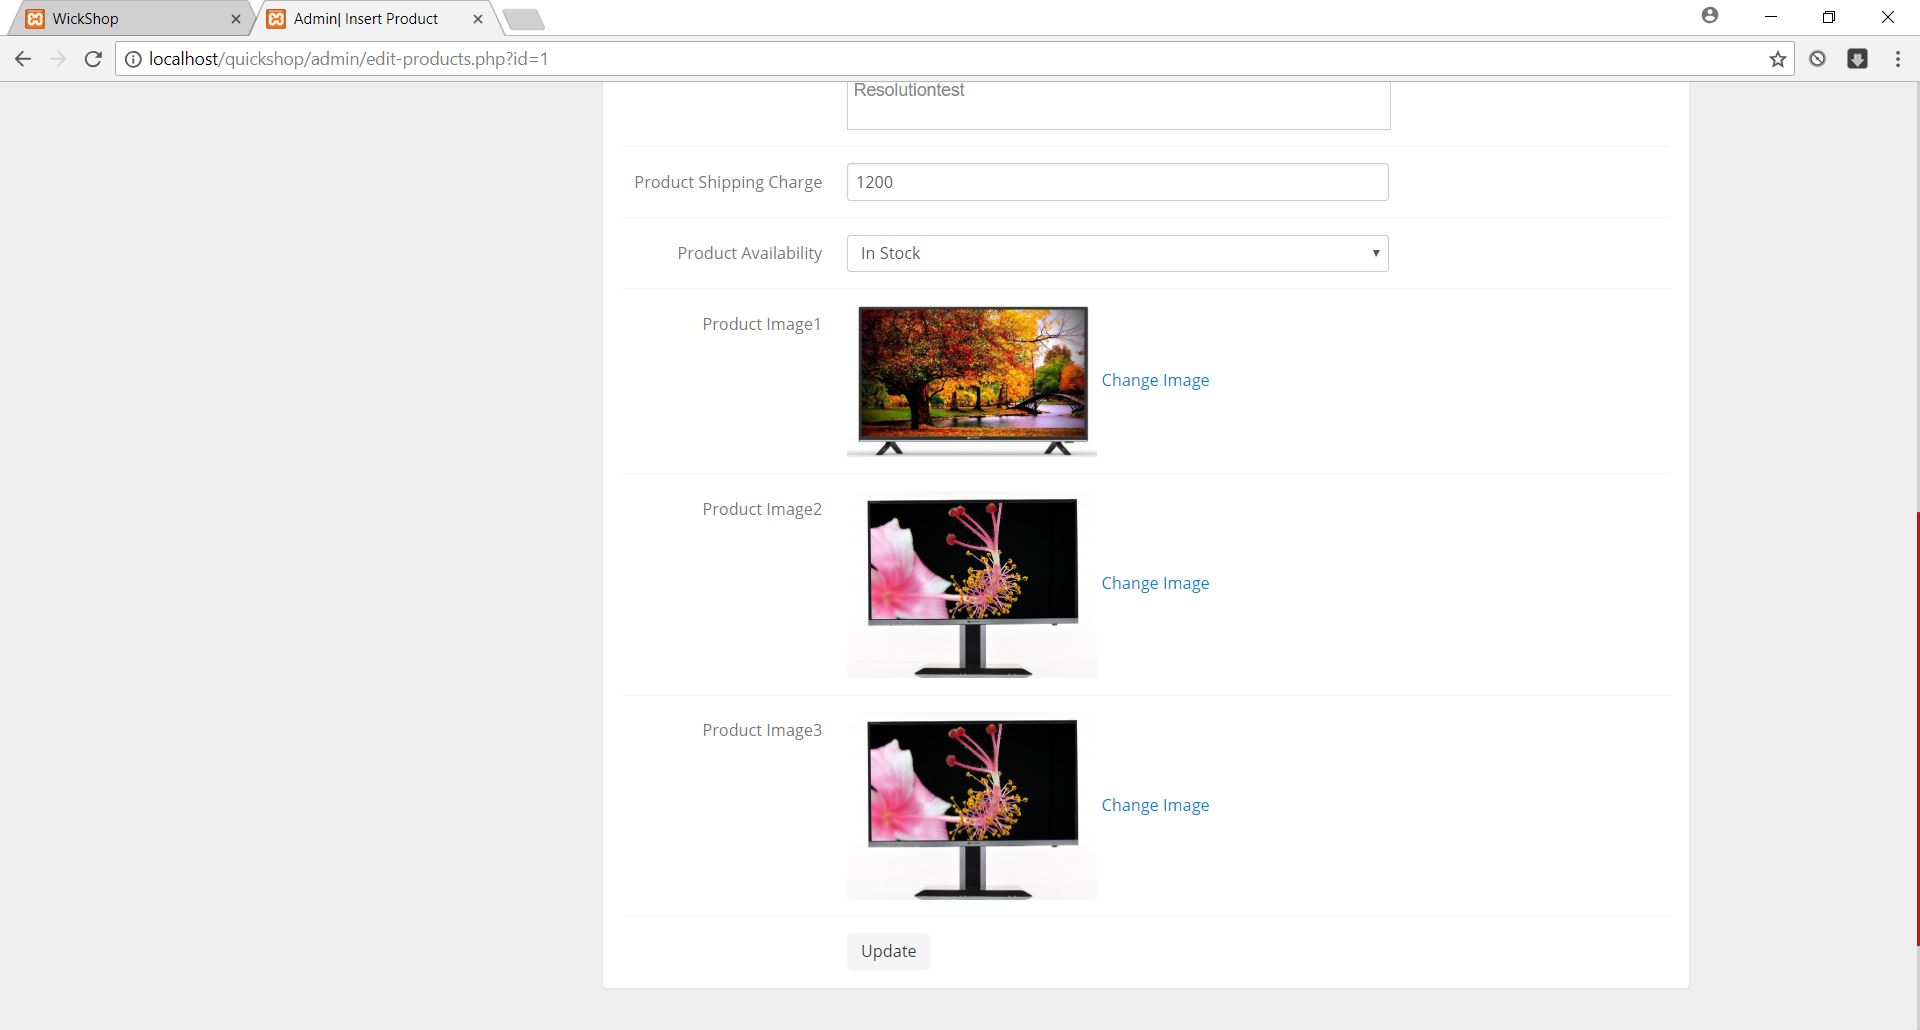 WickShop
Admin| Insert Product
localhost/quickshop/admin/edit-products.php?id=1
Resolutiontest
Product Shipping Charge
1200
Product Availability
In Stock
Product Image1
Change Image
Product Image2
Change Image
Product Image3
Change Image
Update